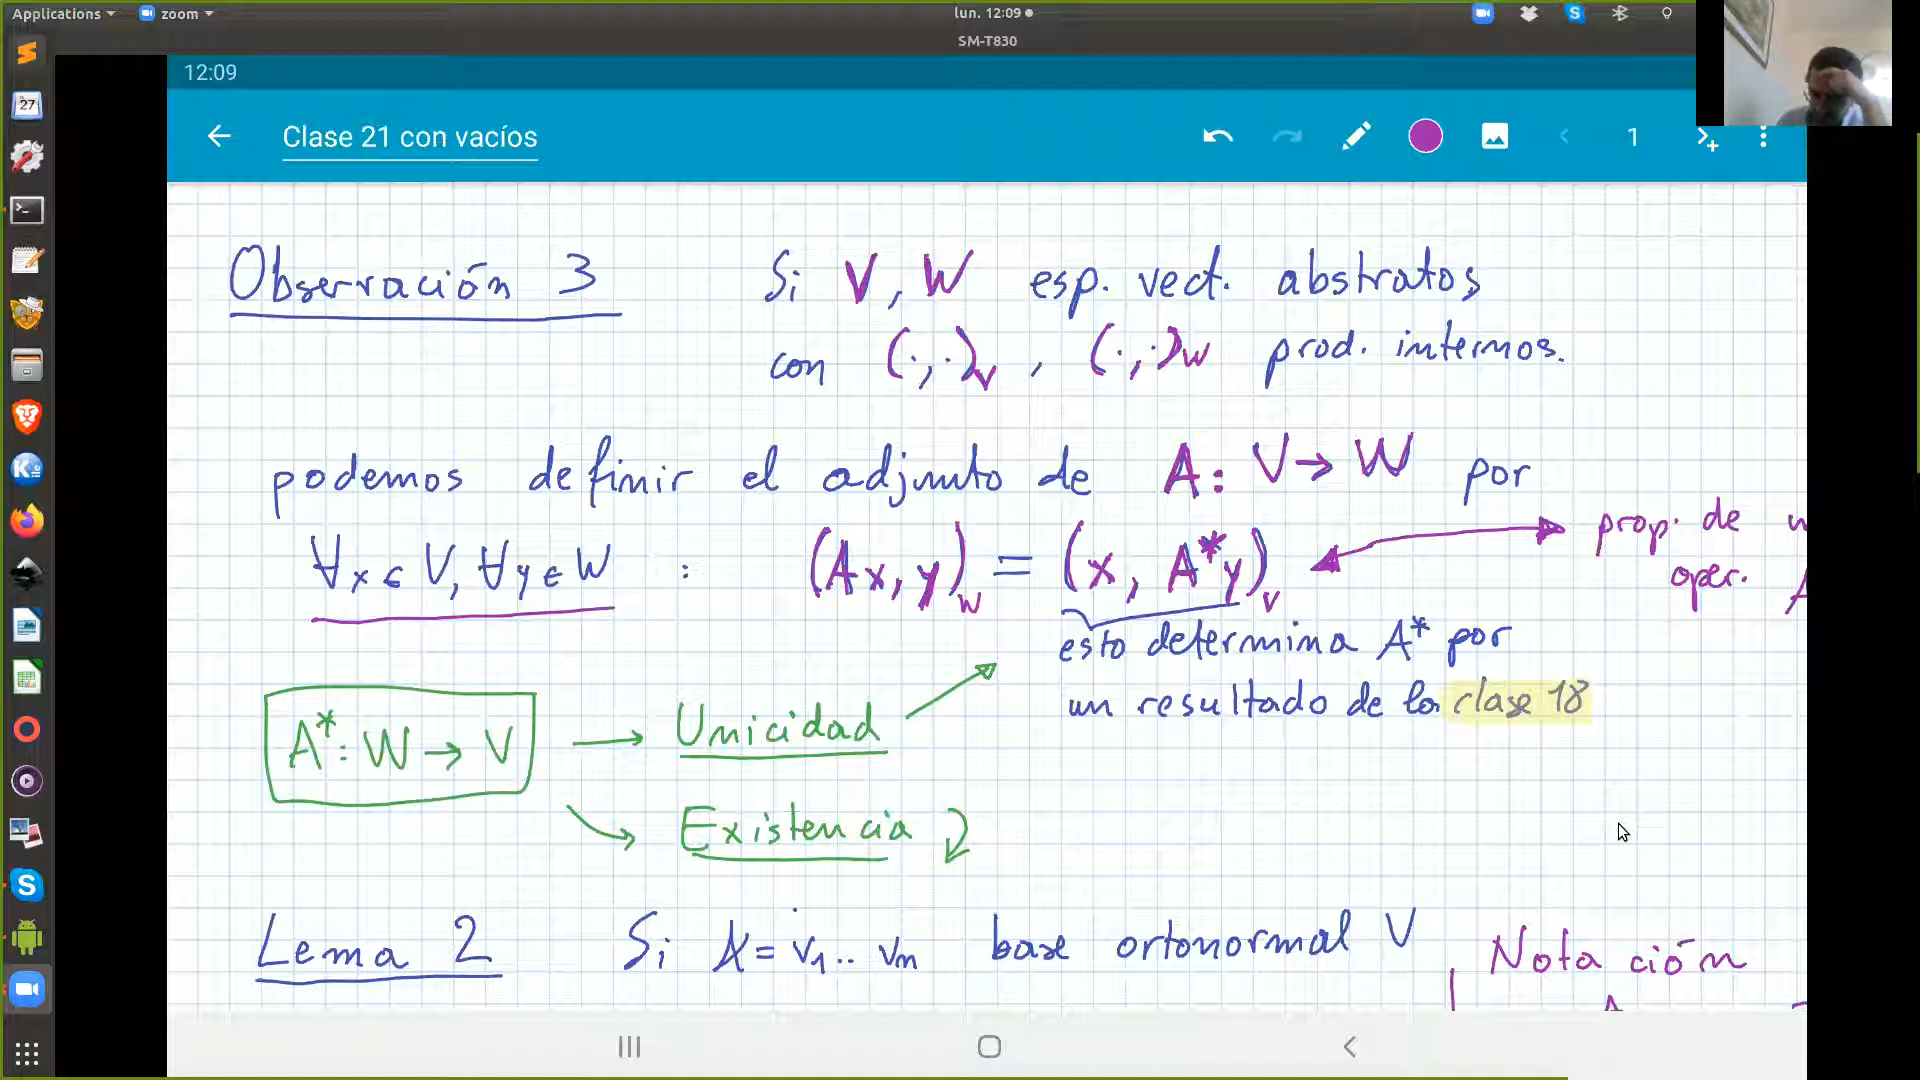 Applications zoom lun. 12:09
SM-T830
12:09
Clase 21 con vacíos 1
Observación 3 Si V, W esp. vect. abstratos
con (·,·)V , (·,·)W prod. internos.
podemos definir el adjunto de A: V→W por
∀x∈V, ∀y∈W : (Ax, y)W = (x, A*y)V prop. de
oper.
esto determina A* por
un resultado de la clase 18
A*: W → V → Unicidad
Existencia
Lema 2 Si X = v1.. vn base ortonormal V
Notación